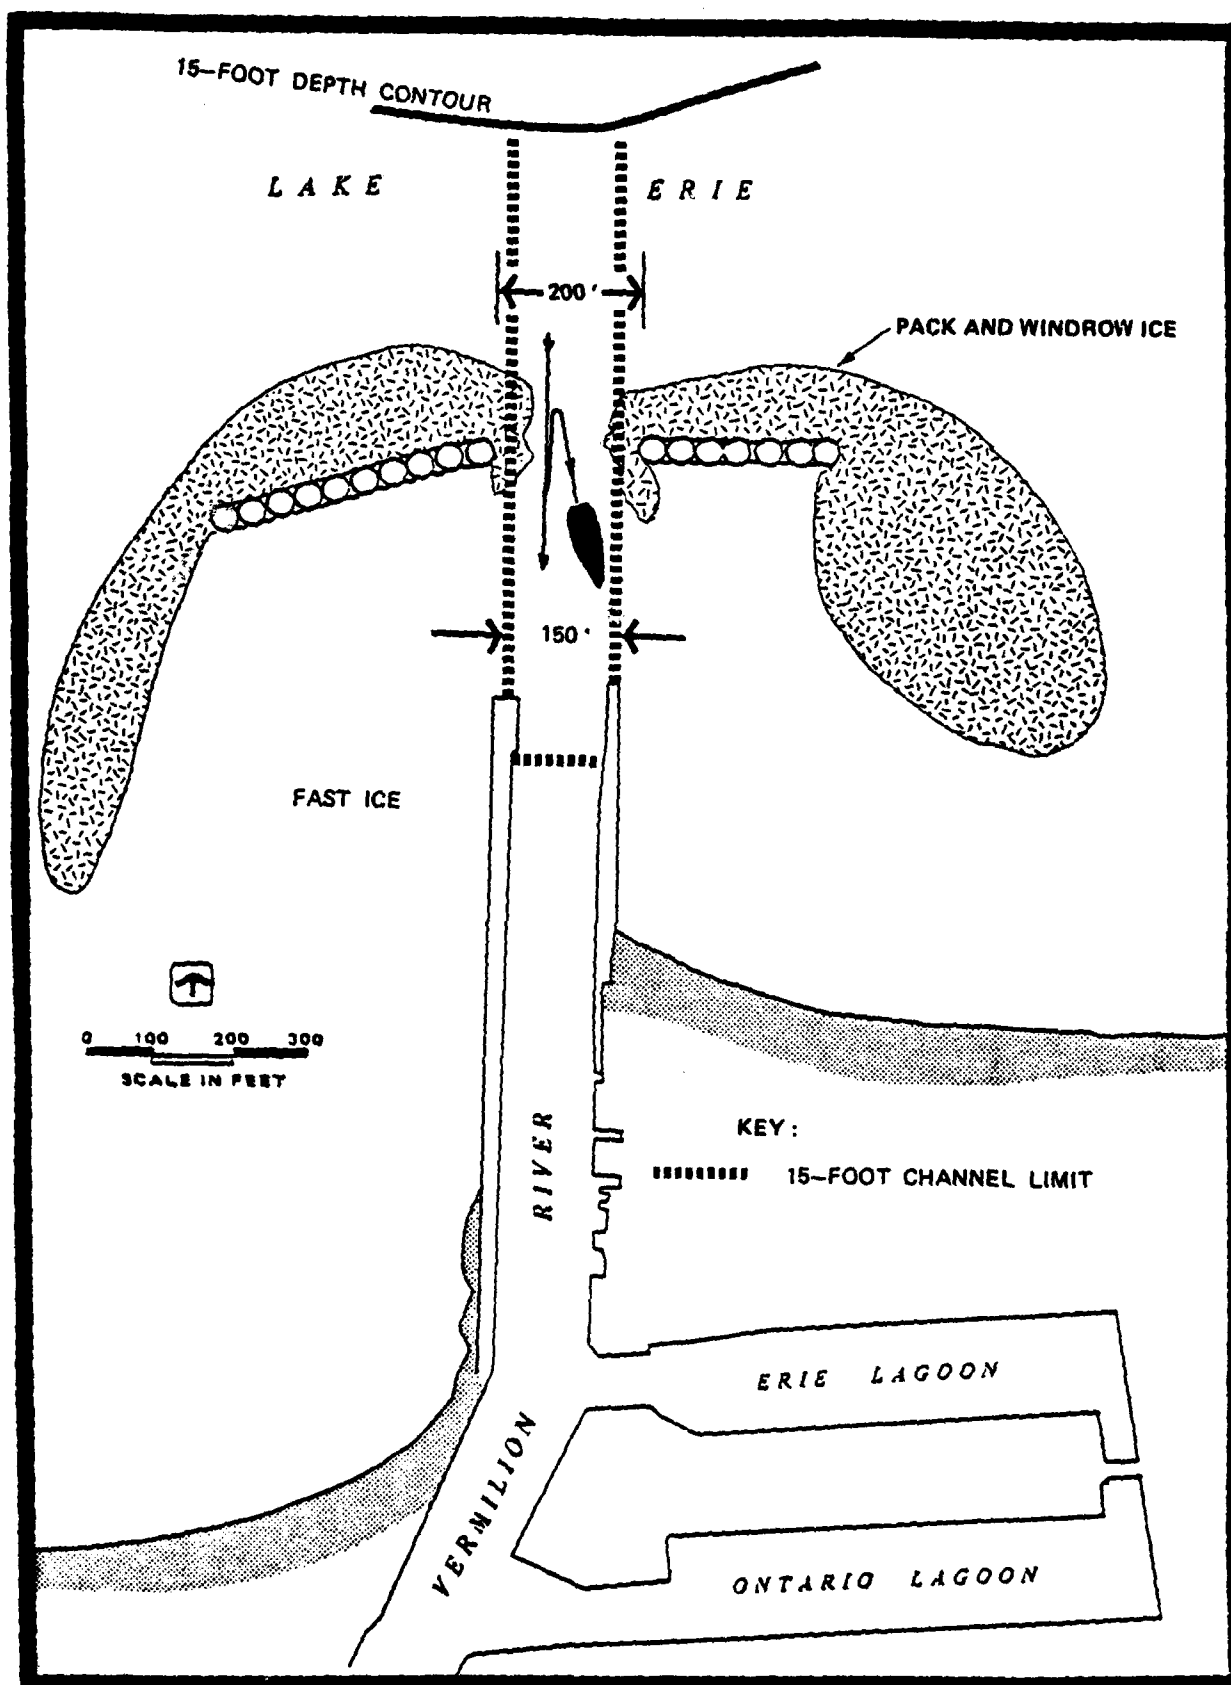 15-FOOT DEPTH CONTOUR
LAKE ERIE
200'
PACK AND WINDROW ICE
150'
FAST ICE
0 100 200 300
SCALE IN FEET
RIVER
KEY:
15-FOOT CHANNEL LIMIT
ERIE LAGOON
VERMILION
ONTARIO LAGOON